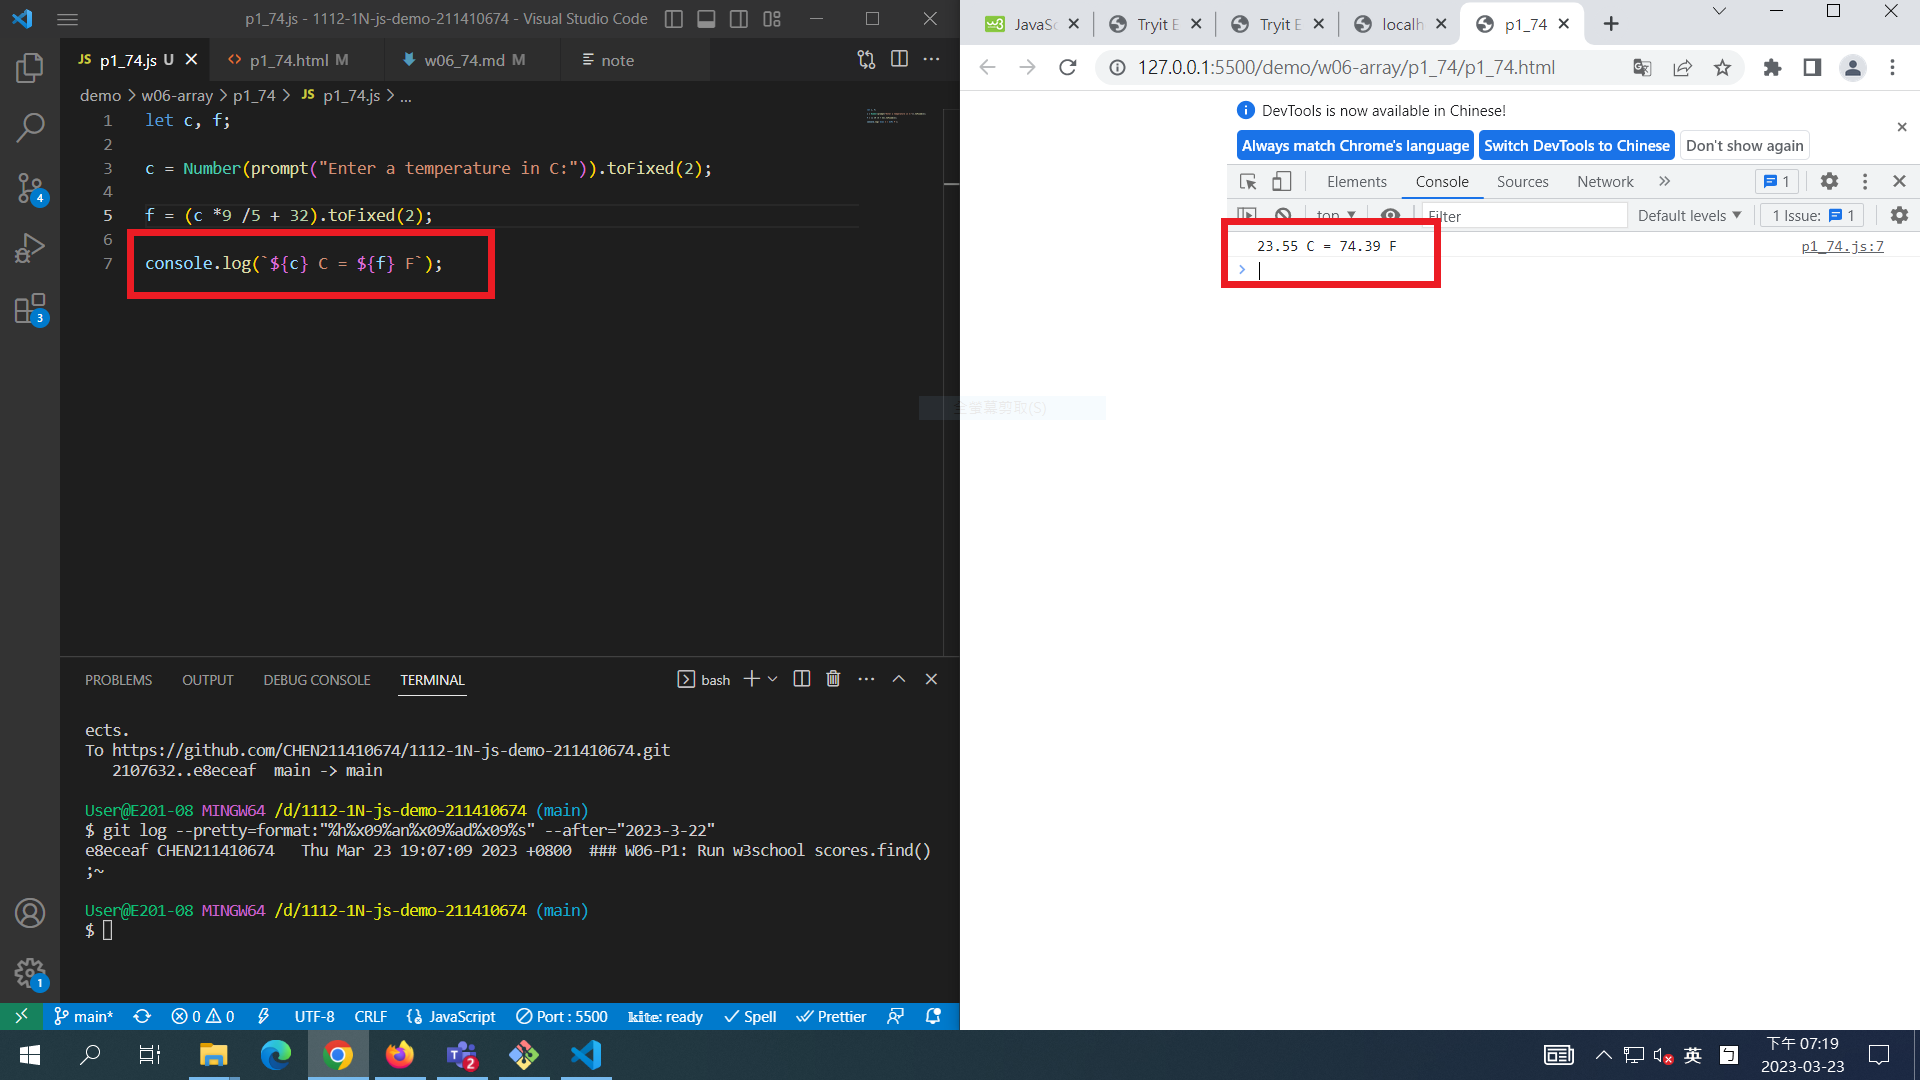 p1_74.js - 1112-1N-js-demo-211410674 - Visual Studio Code
JS p1_74.js U
<> p1_74.html M
w06_74.md M
note
demo > w06-array > p1_74 > JS p1_74.js > ...
1 let c, f;
2
3 c = Number(prompt("Enter a temperature in C:")).toFixed(2);
4
5 f = (c *9 /5 + 32).toFixed(2);
6
7 console.log(`${c} C = ${f} F`);
4
3
1
PROBLEMS OUTPUT DEBUG CONSOLE TERMINAL
bash
ects.
To https://github.com/CHEN211410674/1112-1N-js-demo-211410674.git
2107632..e8eceaf  main -> main
User@E201-08 MINGW64 /d/1112-1N-js-demo-211410674 (main)
$ git log --pretty=format:"%h%x09%an%x09%ad%x09%s" --after="2023-3-22"
e8eceaf CHEN211410674   Thu Mar 23 19:07:09 2023 +0800  ### W06-P1: Run w3school scores.find()
;~
User@E201-08 MINGW64 /d/1112-1N-js-demo-211410674 (main)
$
main* 0 0 UTF-8 CRLF JavaScript Port : 5500 kite: ready Spell Prettier
JavaSc
Tryit E
Tryit E
localh
p1_74
127.0.0.1:5500/demo/w06-array/p1_74/p1_74.html
DevTools is now available in Chinese!
Always match Chrome's language
Switch DevTools to Chinese
Don't show again
Elements Console Sources Network 1
top
Filter
Default levels
1 Issue: 1
23.55 C = 74.39 F
p1_74.js:7
全螢幕剪取(S)
2
英
下午 07:19
2023-03-23